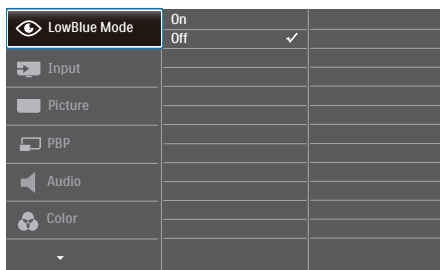 LowBlue Mode
On
Off
Input
Picture
PBP
Audio
Color